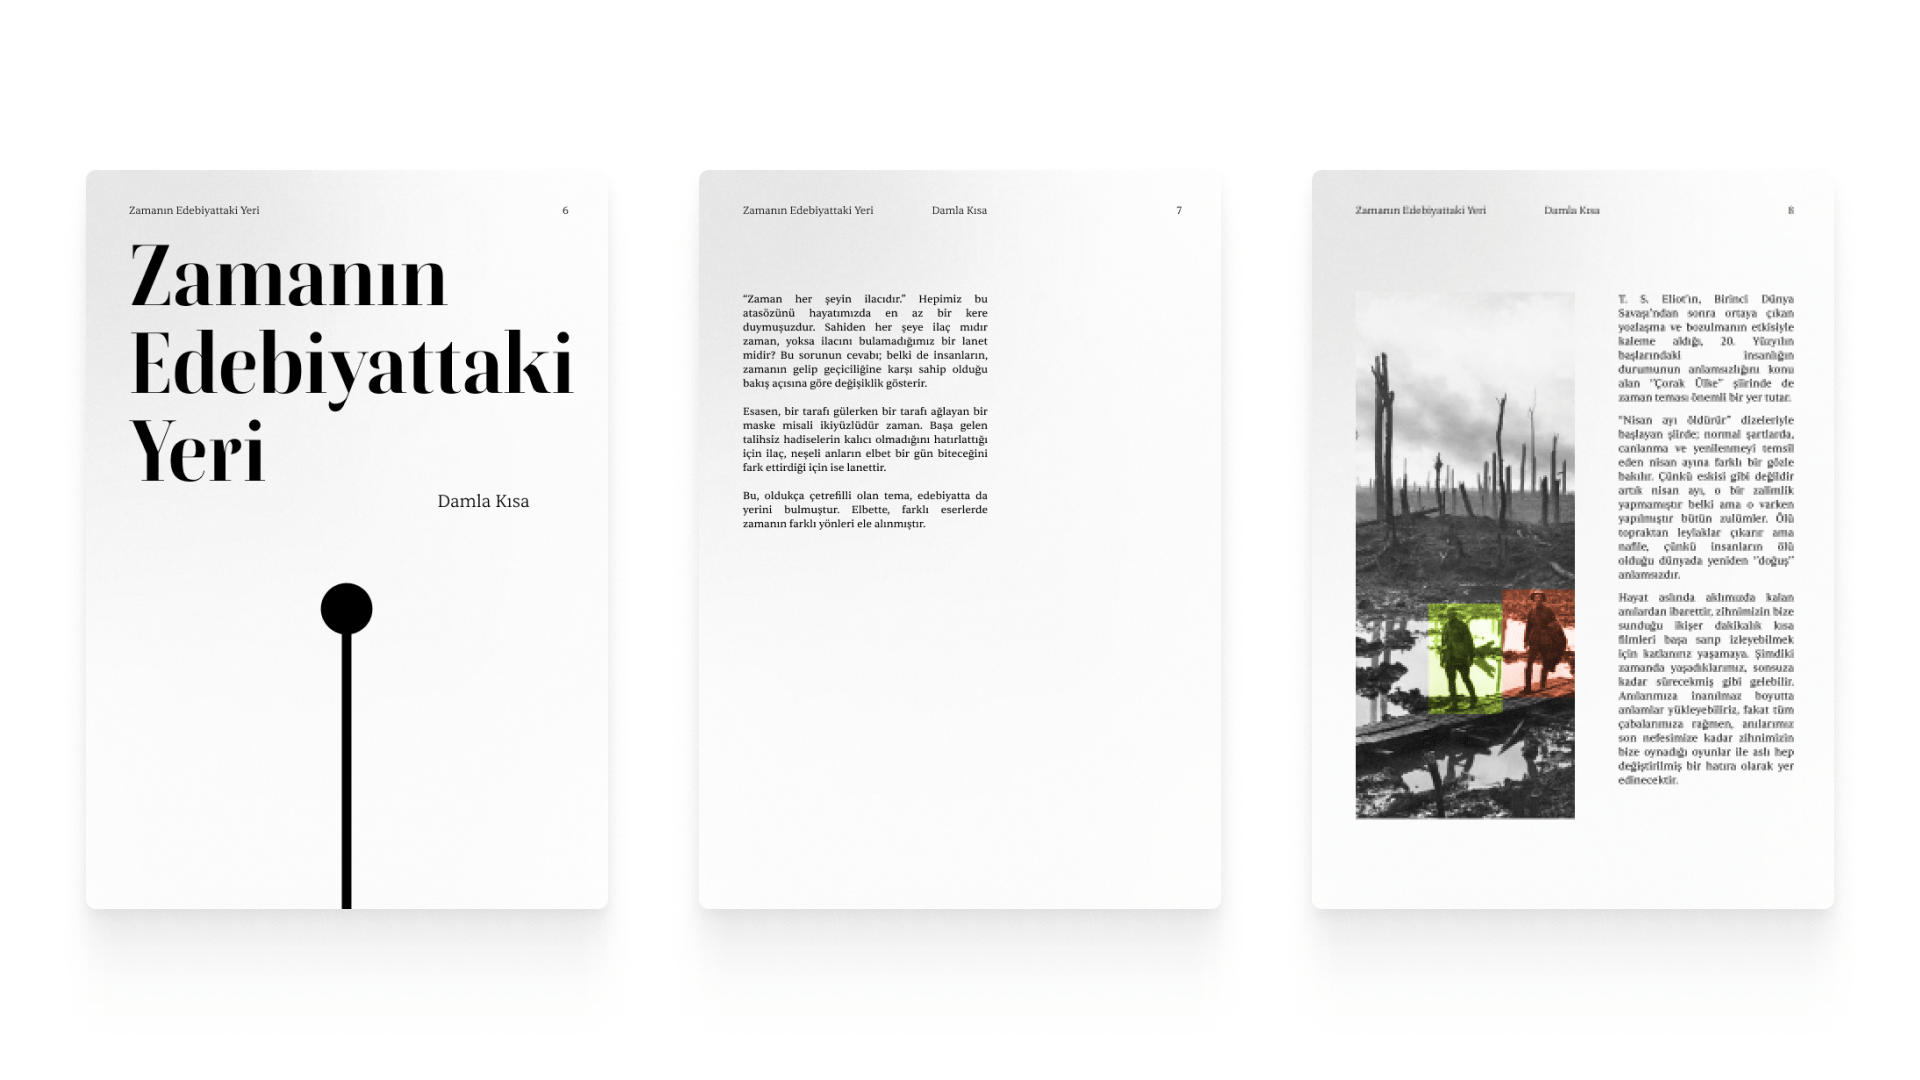 Zamanın Edebiyattaki Yeri 6
Zamanın
Edebiyattaki
Yeri
Damla Kısa
Zamanın Edebiyattaki Yeri Damla Kısa 7
“Zaman her şeyin ilacıdır.” Hepimiz bu
atasözünü hayatımızda en az bir kere
duymuşuzdur. Sahiden her şeye ilaç mıdır
zaman, yoksa ilacını bulamadığımız bir lanet
midir? Bu sorunun cevabı; belki de insanların,
zamanın gelip geçiciliğine karşı sahip olduğu
bakış açısına göre değişiklik gösterir.
Esasen, bir tarafı gülerken bir tarafı ağlayan bir
maske misali ikiyüzlüdür zaman. Başa gelen
talihsiz hadiselerin kalıcı olmadığını hatırlattığı
için ilaç, neşeli anların elbet bir gün biteceğini
fark ettirdiği için ise lanettir.
Bu, oldukça çetrefilli olan tema, edebiyatta da
yerini bulmuştur. Elbette, farklı eserlerde
zamanın farklı yönleri ele alınmıştır.
Zamanın Edebiyattaki Yeri Damla Kısa 8
T. S. Eliot’ın, Birinci Dünya
Savaşı’ndan sonra ortaya çıkan
yozlaşma ve bozulmanın etkisiyle
kaleme aldığı, 20. Yüzyılın
başlarındaki insanlığın
durumunun anlamsızlığını konu
alan ‘’Çorak Ülke’’ şiirinde de
zaman teması önemli bir yer tutar.
“Nisan ayı öldürür” dizeleriyle
başlayan şiirde; normal şartlarda,
canlanma ve yenilenmeyi temsil
eden nisan ayına farklı bir gözle
bakılır. Çünkü eskisi gibi değildir
artık nisan ayı, o bir zalimlik
yapmamıştır belki ama o varken
yapılmıştır bütün zulümler. Ölü
topraktan leylaklar çıkarır ama
nafile, çünkü insanların ölü
olduğu dünyada yeniden ‘’doğuş’’
anlamsızdır.
Hayat aslında aklımızda kalan
anılardan ibarettir, zihnimizin bize
sunduğu ikişer dakikalık kısa
filmleri başa sarıp izleyebilmek
için katlanırız yaşamaya. Şimdiki
zamanda yaşadıklarımız, sonsuza
kadar sürecekmiş gibi gelebilir.
Anılarımıza inanılmaz boyutta
anlamlar yükleyebiliriz, fakat tüm
çabalarımıza rağmen, anılarımız
son nefesimize kadar zihnimizin
bize oynadığı oyunlar ile aslı hep
değiştirilmiş bir hatıra olarak yer
edinecektir.